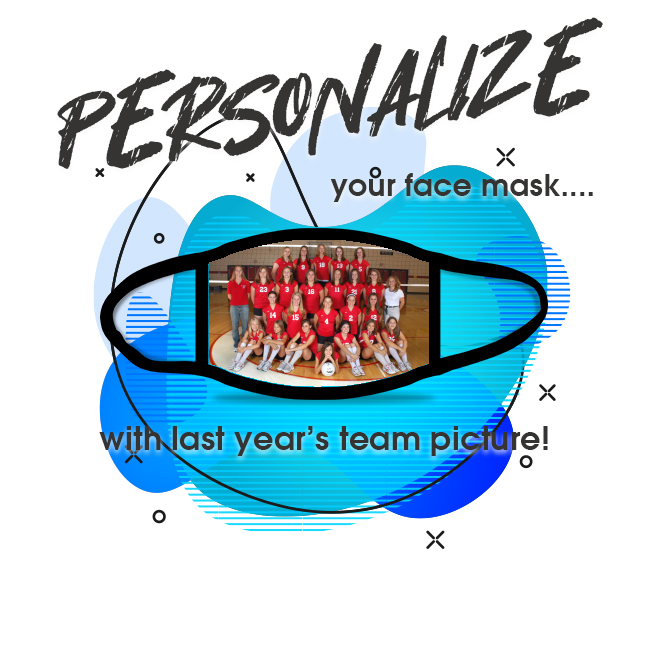 PERSONALIZE
your face mask....
with last year's team picture!